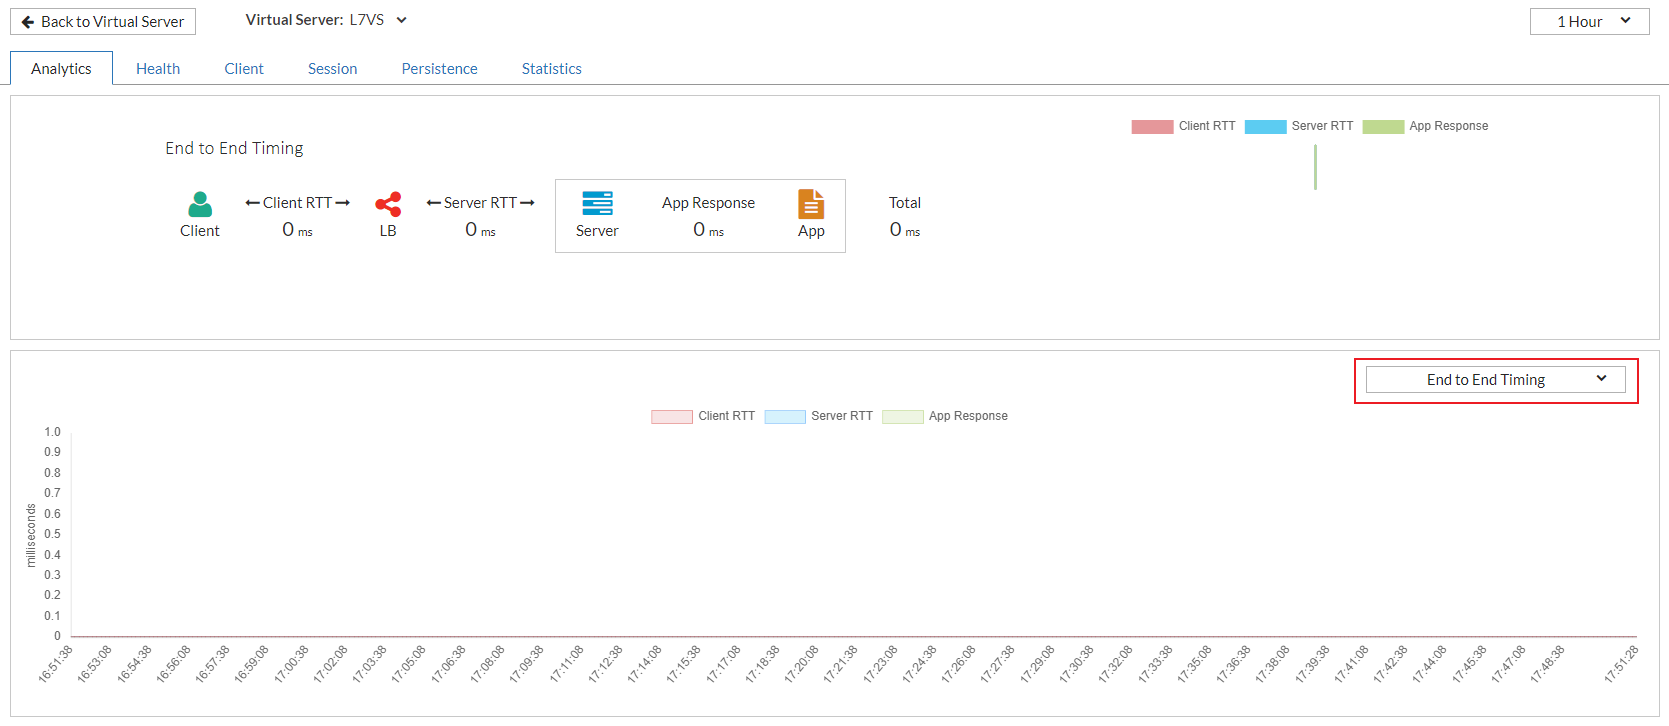 Back to Virtual Server
Virtual Server: L7VS
1 Hour
Analytics Health Client Session Persistence Statistics
Client RTT Server RTT App Response
End to End Timing
Client RTT Server RTT App Response Total
Client 0 ms LB 0 ms Server 0 ms App 0 ms
End to End Timing
Client RTT Server RTT App Response
milliseconds
1.0
0.9
0.8
0.7
0.6
0.5
0.4
0.3
0.2
0.1
0
16:51:38 16:53:08 16:54:38 16:56:08 16:57:38 16:59:08 17:00:38 17:02:08 17:03:38 17:05:08 17:06:38 17:08:08 17:09:38 17:11:08 17:12:38 17:14:08 17:15:38 17:17:08 17:18:38 17:20:08 17:21:38 17:23:08 17:24:38 17:26:08 17:27:38 17:29:08 17:30:38 17:32:08 17:33:38 17:35:08 17:36:38 17:38:08 17:39:38 17:41:08 17:42:38 17:44:08 17:45:38 17:47:08 17:48:38 17:51:28